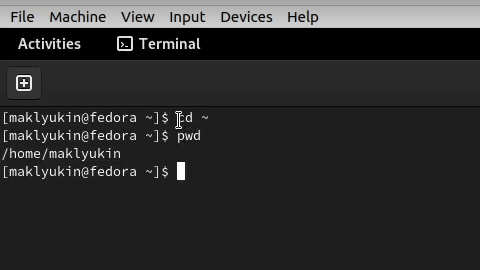 File Machine View Input Devices Help
Activities Terminal
[maklyukin@fedora ~]$ cd ~
[maklyukin@fedora ~]$ pwd
/home/maklyukin
[maklyukin@fedora ~]$